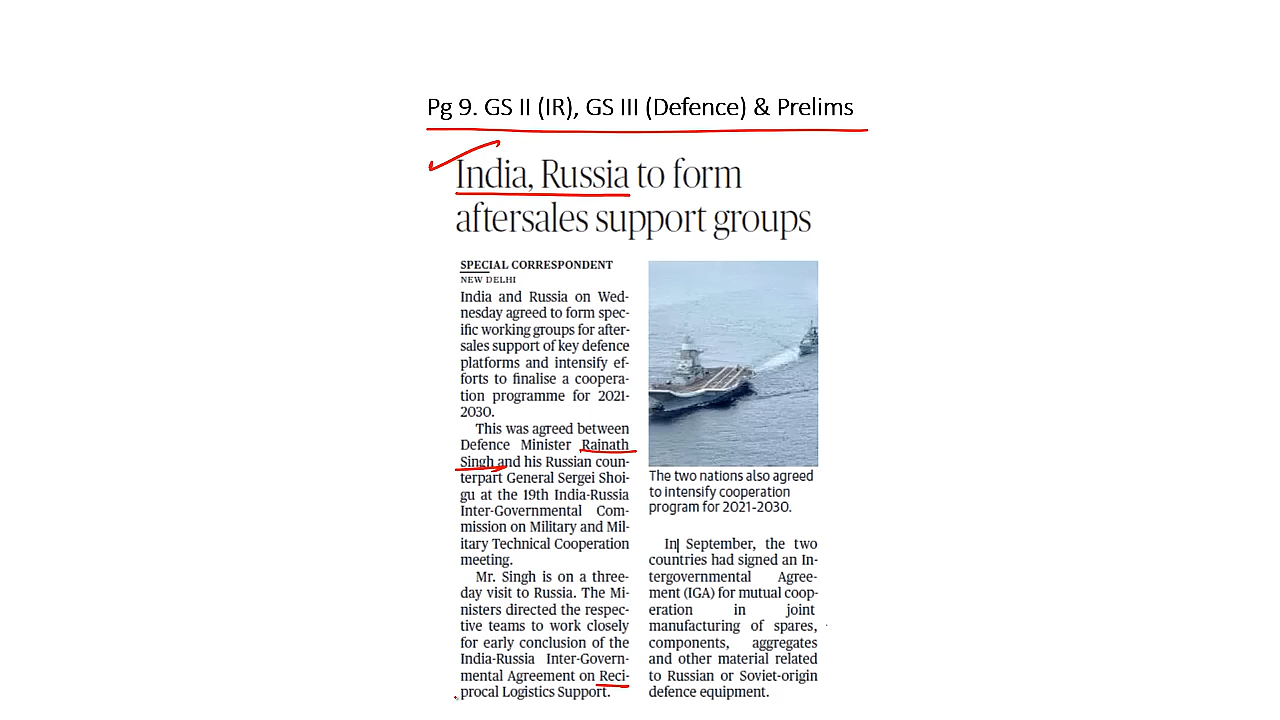 Pg 9. GS II (IR), GS III (Defence) & Prelims
India, Russia to form
aftersales support groups
SPECIAL CORRESPONDENT
NEW DELHI
India and Russia on Wed-
nesday agreed to form spec-
ific working groups for after-
sales support of key defence
platforms and intensify ef-
forts to finalise a coopera-
tion programme for 2021-
2030.
This was agreed between
Defence Minister Rajnath
Singh and his Russian coun-
terpart General Sergei Shoi-
gu at the 19th India-Russia
Inter-Governmental Com-
mission on Military and Mil-
itary Technical Cooperation
meeting.
Mr. Singh is on a three-
day visit to Russia. The Mi-
nisters directed the respec-
tive teams to work closely
for early conclusion of the
India-Russia Inter-Govern-
mental Agreement on Reci-
procal Logistics Support.
The two nations also agreed
to intensify cooperation
program for 2021-2030.
In September, the two
countries had signed an In-
tergovernmental Agree-
ment (IGA) for mutual coop-
eration in joint
manufacturing of spares,
components, aggregates
and other material related
to Russian or Soviet-origin
defence equipment.